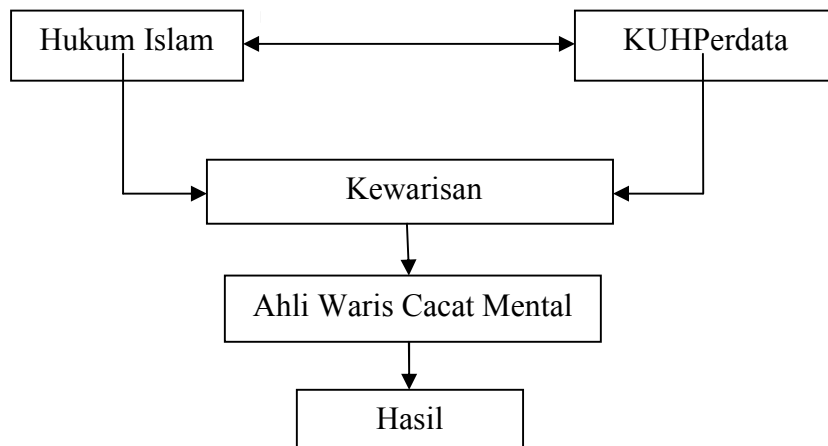 Hukum Islam
KUHPerdata
Kewarisan
Ahli Waris Cacat Mental
Hasil